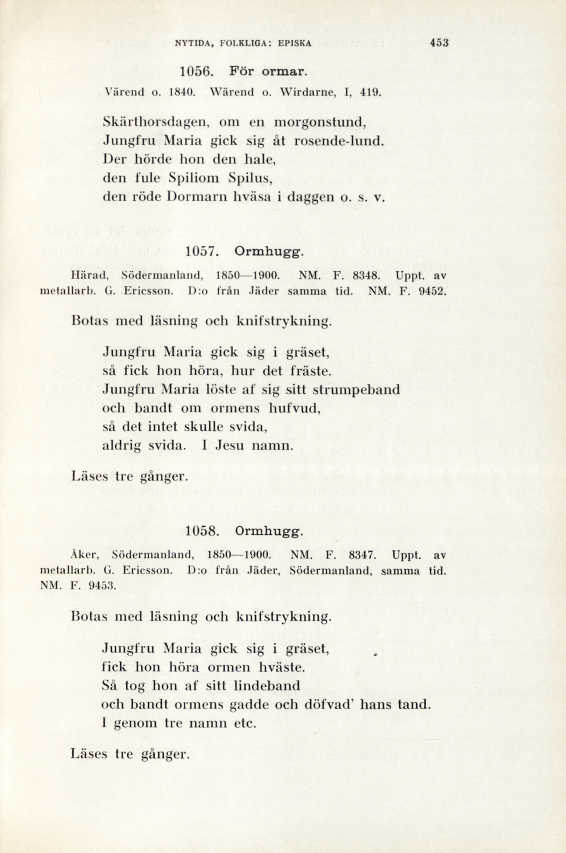 NYTIDA, FOLKLIGA: EPISKA 453
1056. För ormar.
Värend o. 1840. Wärend o. Wirdarne, I, 419.
Skärthorsdagen, om en morgonstund,
Jungfru Maria gick sig åt rosende-lund.
Der hörde hon den hale,
den fule Spiliom Spilus,
den röde Dormarn hväsa i daggen o. s. v.
1057. Ormhugg.
Härad, Södermanland, 1850—1900. NM. F. 8348. Uppt. av
metallarb. G. Ericsson. D:o från Jäder samma tid. NM. F. 9452.
Botas med läsning och knifstrykning.
Jungfru Maria gick sig i gräset,
så fick hon höra, hur det fräste.
Jungfru Maria löste af sig sitt strumpeband
och bandt om ormens hufvud,
så det intet skulle svida,
aldrig svida. I Jesu namn.
Läses tre gånger.
1058. Ormhugg.
Åker, Södermanland, 1850—1900. NM. F. 8347. Uppt. av
metallarb. G. Ericsson. D:o från Jäder, Södermanland, samma tid.
NM. F. 9453.
Botas med läsning och knifstrykning.
Jungfru Maria gick sig i gräset,
fick hon höra ormen hväste.
Så tog hon af sitt lindeband
och bandt ormens gadde och döfvad' hans tand.
I genom tre namn etc.
Läses tre gånger.